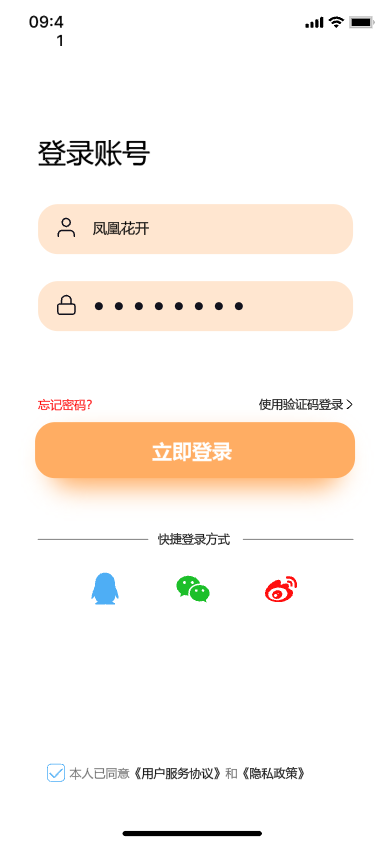 09:4
1
登录账号
凤凰花开
忘记密码?
使用验证码登录
立即登录
快捷登录方式
本人已同意《用户服务协议》和《隐私政策》